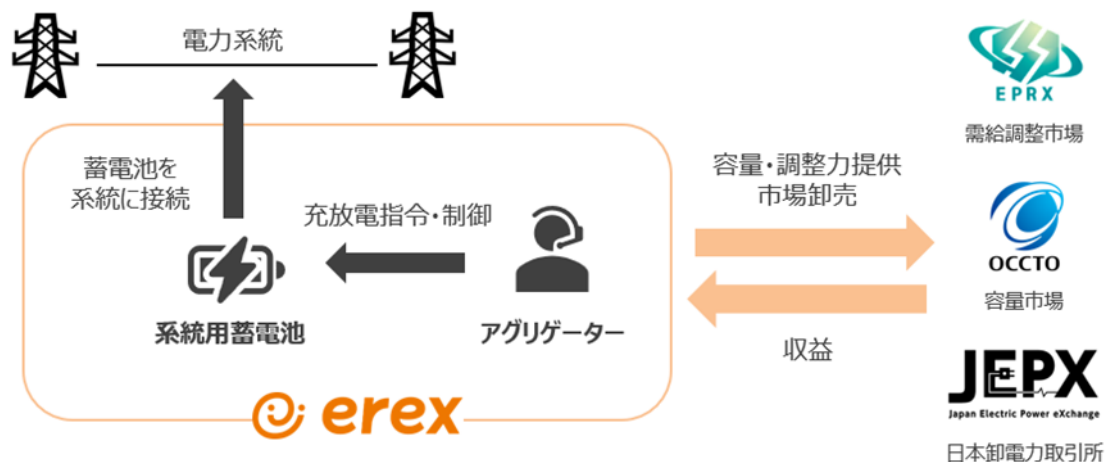 電力系統
EPRX
需給調整市場
蓄電池を
系統に接続
容量・調整力提供
市場卸売
充放電指令・制御
OCCTO
容量市場
系統用蓄電池
アグリゲーター
収益
JEPX
Japan Electric Power eXchange
erex
日本卸電力取引所